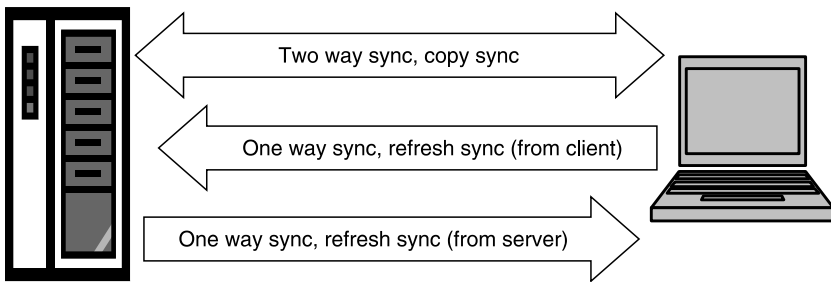 Two way sync, copy sync
One way sync, refresh sync (from client)
One way sync, refresh sync (from server)